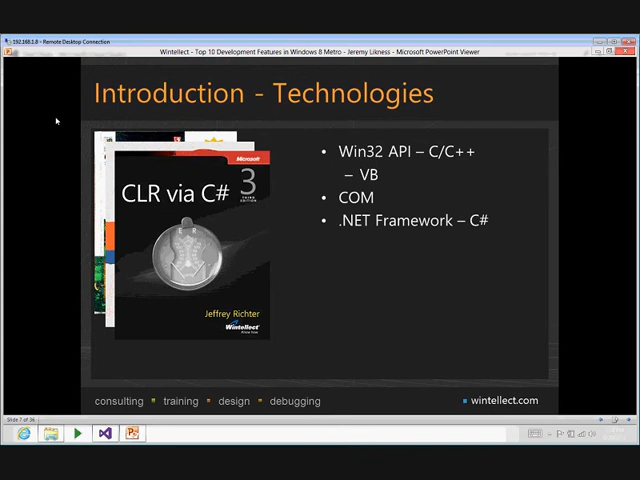 192.168.1.8 - Remote Desktop Connection
Wintellect - Top 10 Development Features in Windows 8 Metro - Jeremy Likness - Microsoft PowerPoint Viewer
Introduction - Technologies
Microsoft
CLR via C# 3
THIRD EDITION
Jeffrey Richter
Wintellect
Know how
• Win32 API – C/C++
– VB
• COM
• .NET Framework – C#
consulting training design debugging
wintellect.com
Slide 7 of 36